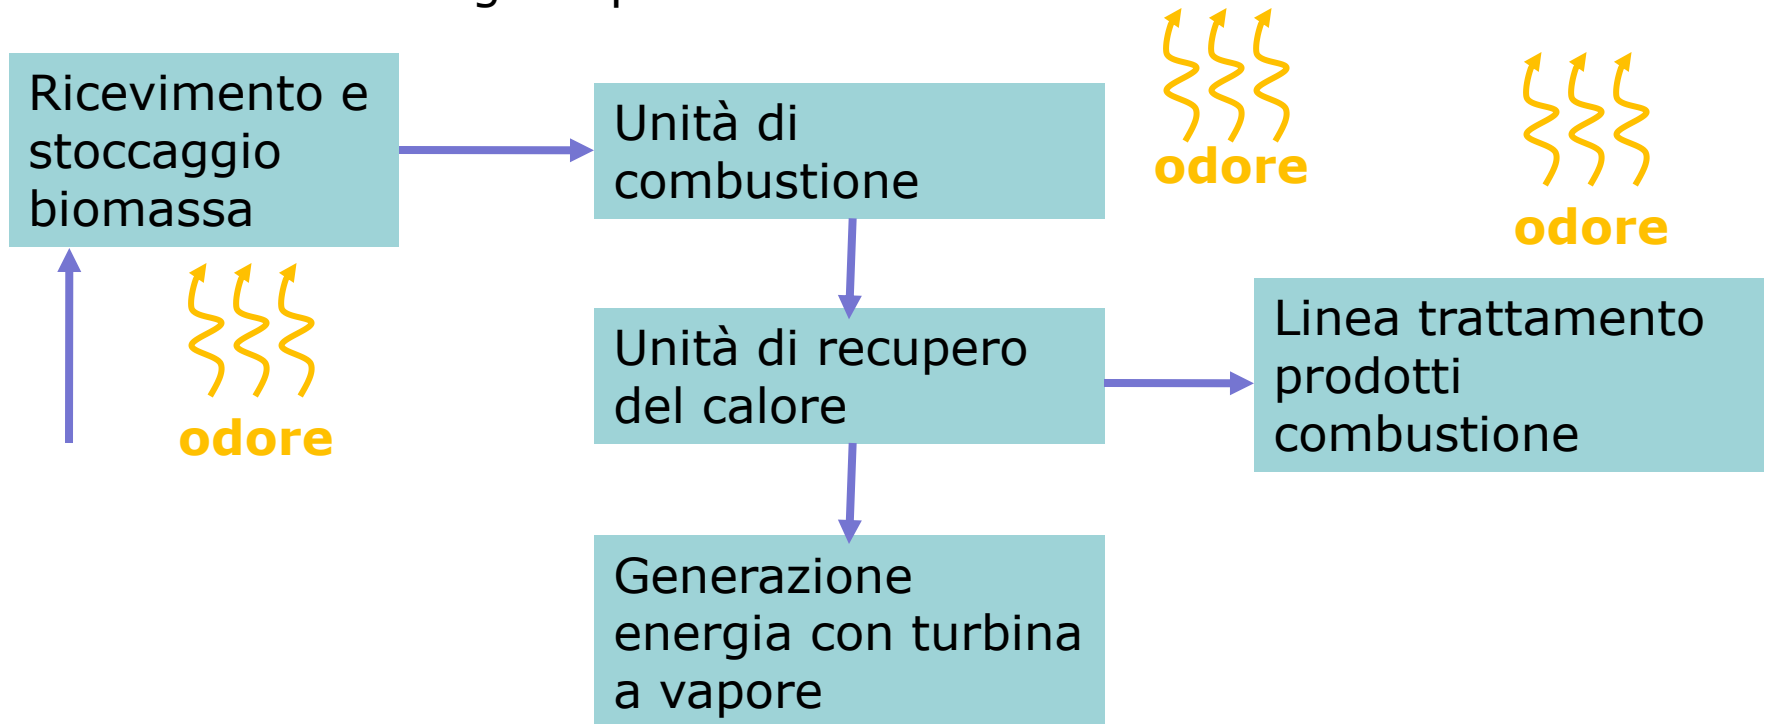 Ricevimento e
stoccaggio
biomassa
odore
Unità di
combustione
odore
odore
Unità di recupero
del calore
Linea trattamento
prodotti
combustione
Generazione
energia con turbina
a vapore